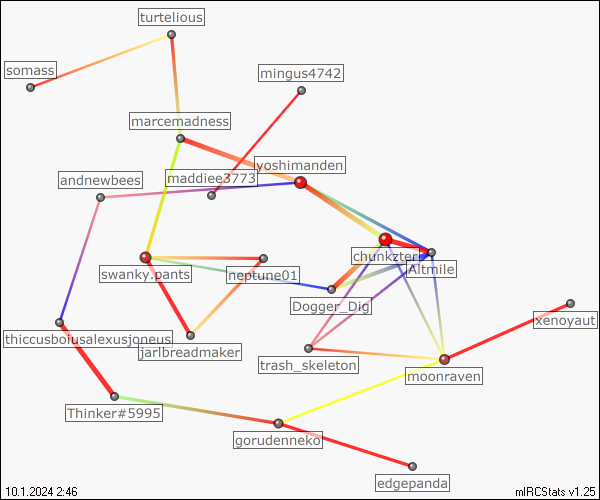 turtelious
somass
mingus4742
marcemadness
yoshimanden
maddiee3773
andnewbees
chunkzter
Altmile
swanky.pants
neptune01
Dogger_Dig
xenoyaut
thiccusboiusalexusjoneus
jarlbreadmaker
trash_skeleton
moonraven
Thinker#5995
gorudenneko
edgepanda
10.1.2024 2:46
mIRCStats v1.25